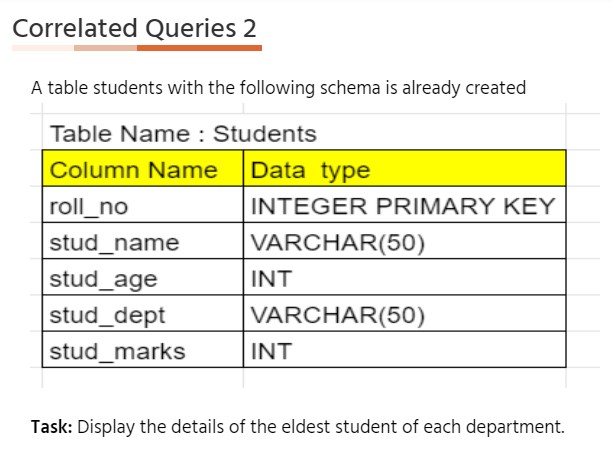 Correlated Queries 2
A table students with the following schema is already created
Table Name : Students
Column Name Data type
roll_no INTEGER PRIMARY KEY
stud_name VARCHAR(50)
stud_age INT
stud_dept VARCHAR(50)
stud_marks INT
Task: Display the details of the eldest student of each department.